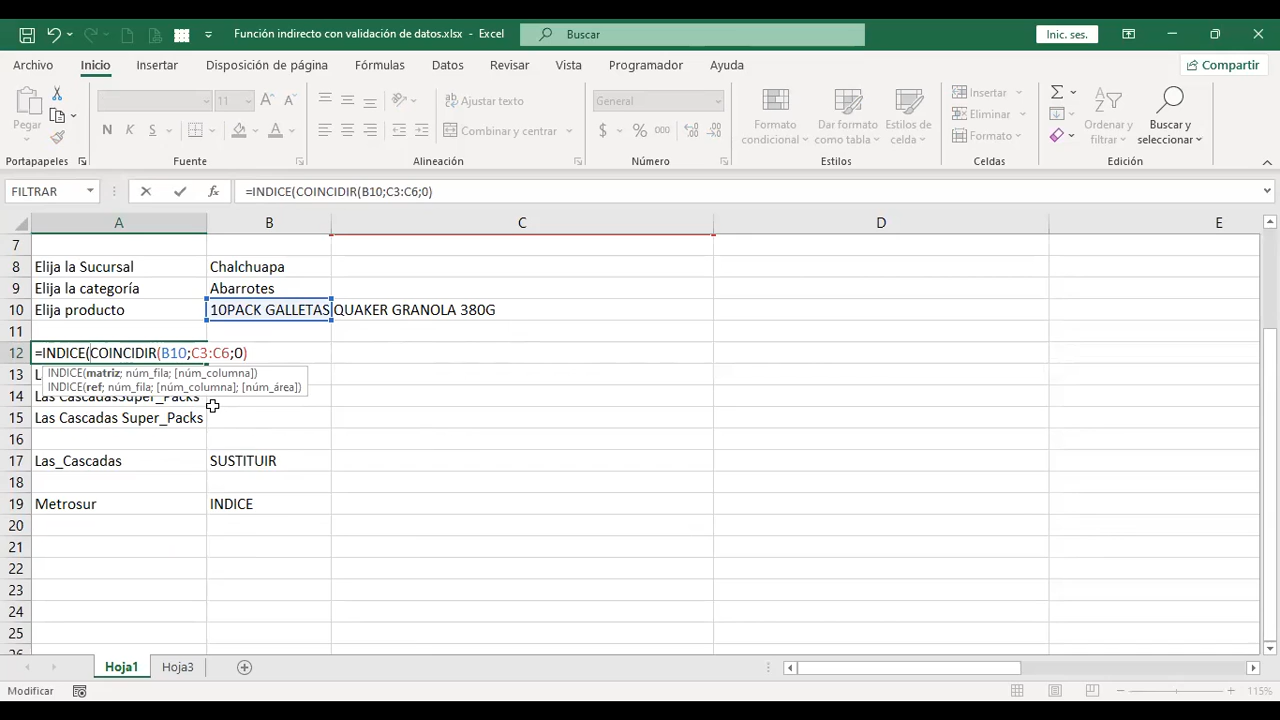 Función indirecto con validación de datos.xlsx - Excel
Buscar
Inic. ses.
Archivo Inicio Insertar Disposición de página Fórmulas Datos Revisar Vista Programador Ayuda Compartir
Pegar
N K S
11
Ajustar texto
Combinar y centrar
General
$ % 000
Formato condicional
Dar formato como tabla
Estilos de celda
Insertar
Eliminar
Formato
Ordenar y filtrar
Buscar y seleccionar
Portapapeles Fuente Alineación Número Estilos Celdas Edición
FILTRAR =INDICE(COINCIDIR(B10;C3:C6;0)
A B C D E
7
8 Elija la Sucursal Chalchuapa
9 Elija la categoría Abarrotes
10 Elija producto 10PACK GALLETAS QUAKER GRANOLA 380G
11
12 =INDICE(COINCIDIR(B10;C3:C6;0)
13 L INDICE(matriz; núm_fila; [núm_columna])
INDICE(ref; núm_fila; [núm_columna]; [núm_área])
14 Las CascadasSuper_Packs
15 Las Cascadas Super_Packs
16
17 Las_Cascadas SUSTITUIR
18
19 Metrosur INDICE
20
21
22
23
24
25
Hoja1 Hoja3
Modificar 115%